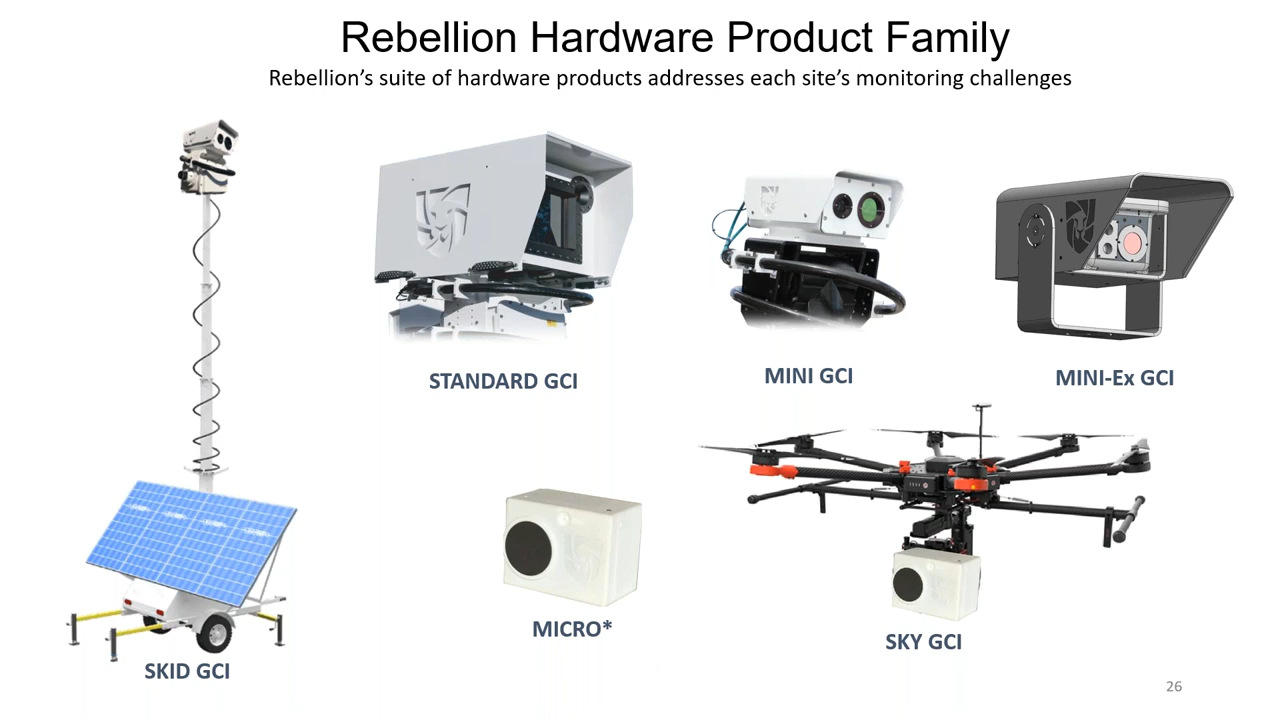 Rebellion Hardware Product Family
Rebellion’s suite of hardware products addresses each site’s monitoring challenges
STANDARD GCI
MINI GCI
MINI-Ex GCI
MICRO*
SKY GCI
SKID GCI
26